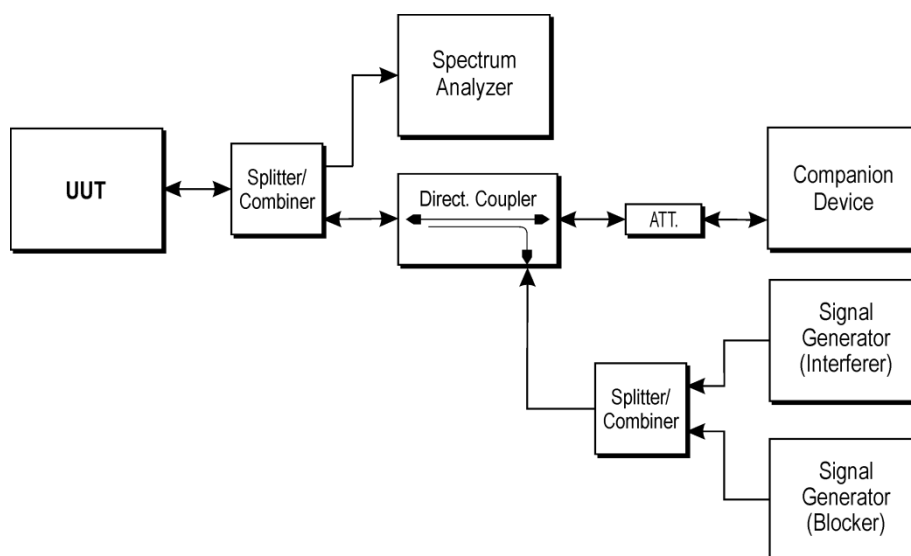 Spectrum
Analyzer
UUT
Splitter/
Combiner
Direct. Coupler
ATT.
Companion
Device
Signal
Generator
(Interferer)
Splitter/
Combiner
Signal
Generator
(Blocker)